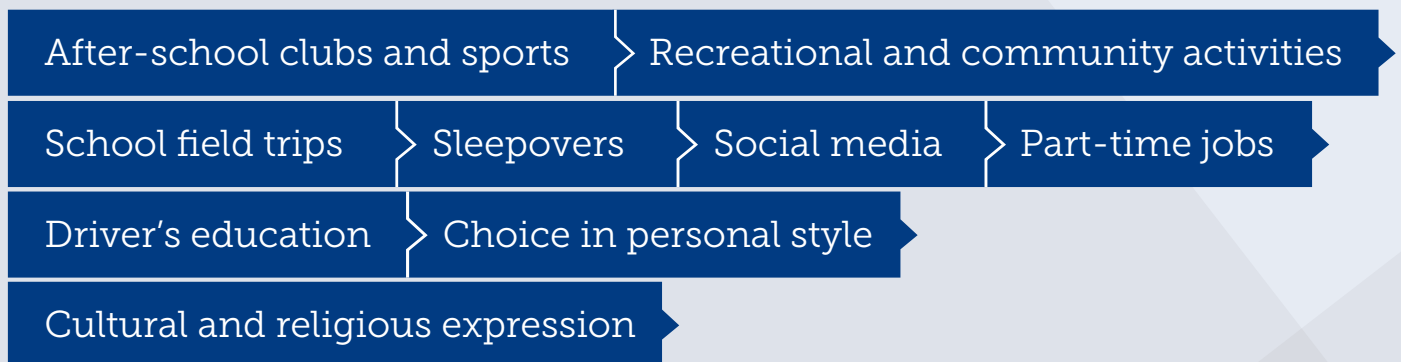 After-school clubs and sports Recreational and community activities
School field trips Sleepovers Social media Part-time jobs
Driver’s education Choice in personal style
Cultural and religious expression